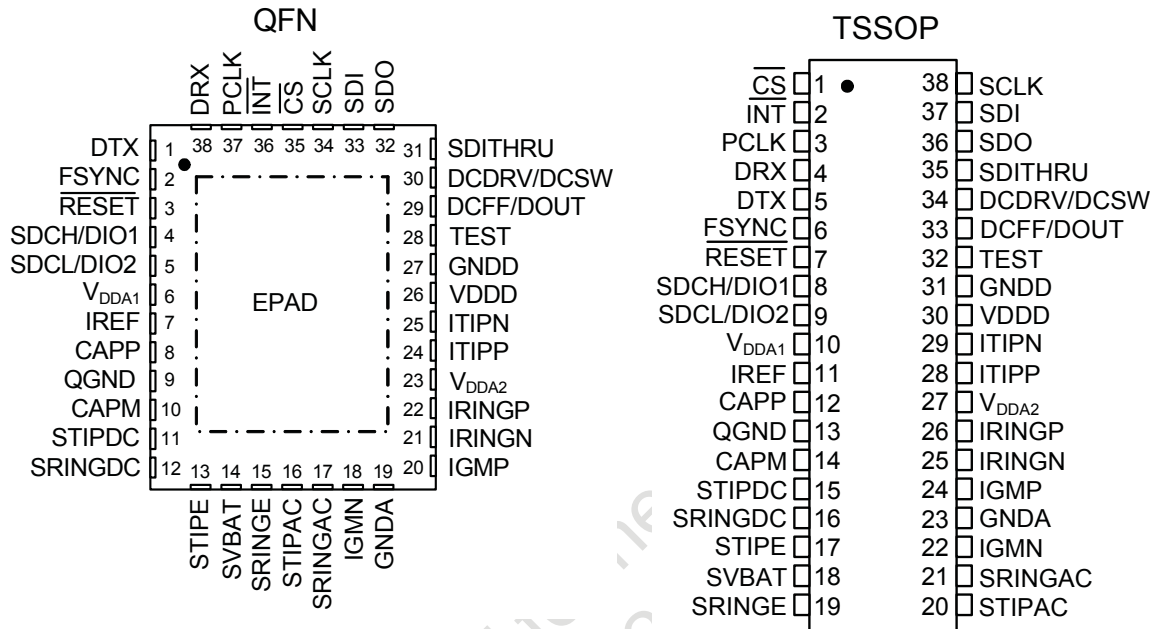 QFN
DRX PCLK INT CS SCLK SDI SDO
38 37 36 35 34 33 32
DTX 1
FSYNC 2
RESET 3
SDCH/DIO1 4
SDCL/DIO2 5
VDDA1 6
IREF 7
CAPP 8
QGND 9
CAPM 10
STIPDC 11
SRINGDC 12
EPAD
31 SDITHRU
30 DCDRV/DCSW
29 DCFF/DOUT
28 TEST
27 GNDD
26 VDDD
25 ITIPN
24 ITIPP
23 VDDA2
22 IRINGP
21 IRINGN
20 IGMP
13 14 15 16 17 18 19
STIPE SVBAT SRINGE STIPAC SRINGAC IGMN GNDA
TSSOP
CS 1 38 SCLK
INT 2 37 SDI
PCLK 3 36 SDO
DRX 4 35 SDITHRU
DTX 5 34 DCDRV/DCSW
FSYNC 6 33 DCFF/DOUT
RESET 7 32 TEST
SDCH/DIO1 8 31 GNDD
SDCL/DIO2 9 30 VDDD
VDDA1 10 29 ITIPN
IREF 11 28 ITIPP
CAPP 12 27 VDDA2
QGND 13 26 IRINGP
CAPM 14 25 IRINGN
STIPDC 15 24 IGMP
SRINGDC 16 23 GNDA
STIPE 17 22 IGMN
SVBAT 18 21 SRINGAC
SRINGE 19 20 STIPAC